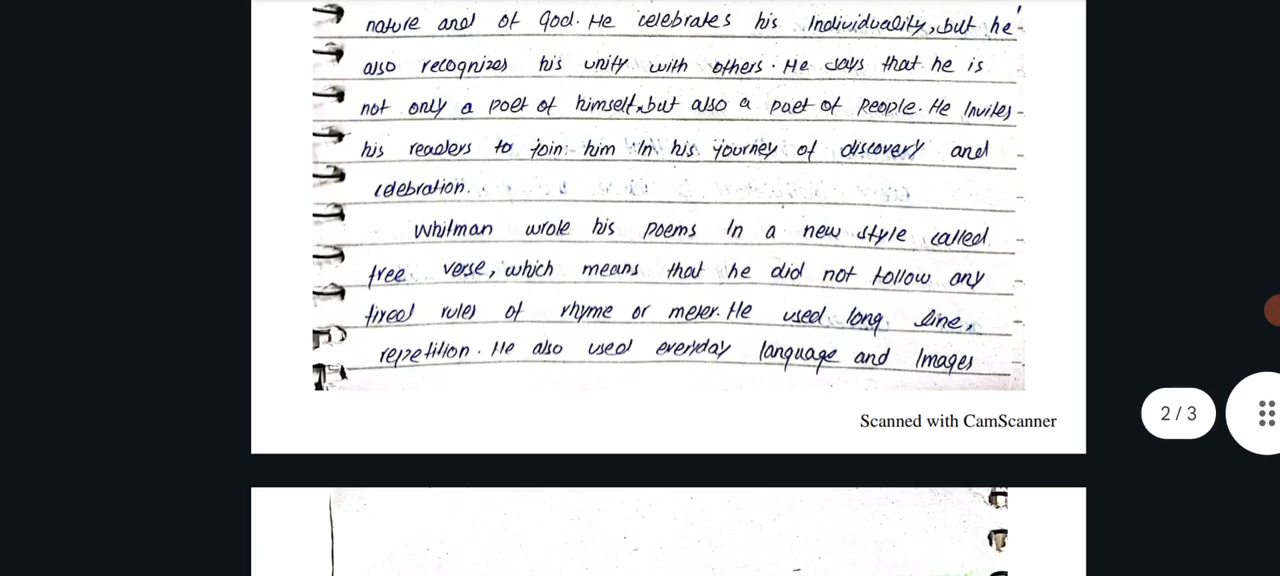 nature and of God. He celebrates his Individuality, but he
also recognizes his unity with others. He says that he is
not only a poet of himself, but also a poet of People. He Invites
his readers to join him In his journey of discovery and
celebration.
Whitman wrote his poems In a new style called
free verse, which means that he did not follow any
fixed rules of rhyme or meter. He used long line,
repetition. He also used everyday language and Images
Scanned with CamScanner
2 / 3